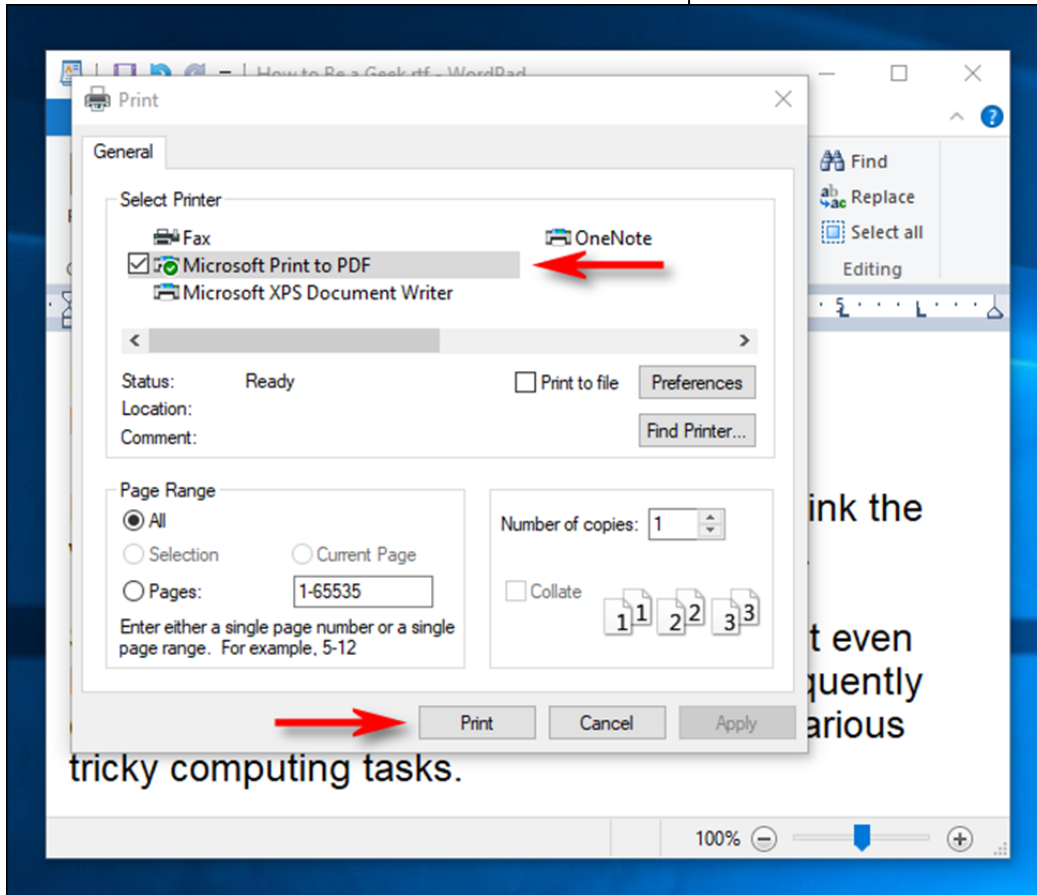 How to Be a Geek.rtf - WordPad
Print
General
Find
Replace
Select all
Editing
Select Printer
Fax
OneNote
Microsoft Print to PDF
Microsoft XPS Document Writer
5
Status: Ready
Print to file
Preferences
Location:
Comment:
Find Printer...
Page Range
All
Selection
Current Page
Pages: 1-65535
Enter either a single page number or a single
page range. For example, 5-12
Number of copies: 1
Collate
1 1 2 2 3 3
Print
Cancel
Apply
ink the
t even
quently
arious
tricky computing tasks.
100%